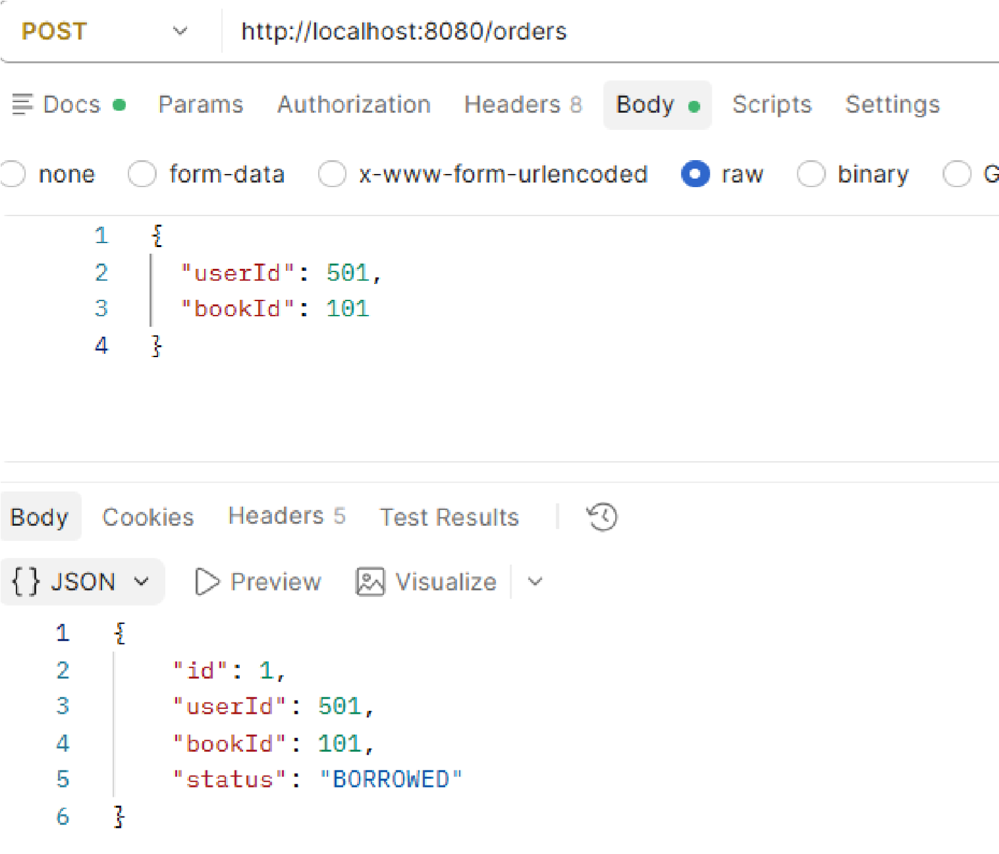 POST http://localhost:8080/orders
Docs Params Authorization Headers 8 Body Scripts Settings
none form-data x-www-form-urlencoded raw binary G
1 {
2 "userId": 501,
3 "bookId": 101
4 }
Body Cookies Headers 5 Test Results
{} JSON Preview Visualize
1 {
2 "id": 1,
3 "userId": 501,
4 "bookId": 101,
5 "status": "BORROWED"
6 }